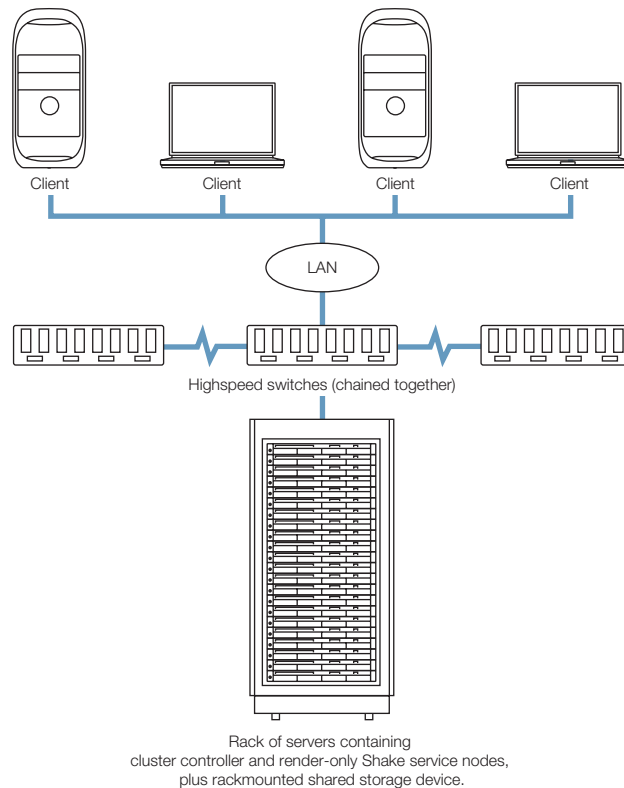 Client
Client
Client
Client
LAN
Highspeed switches (chained together)
Rack of servers containing
cluster controller and render-only Shake service nodes,
plus rackmounted shared storage device.